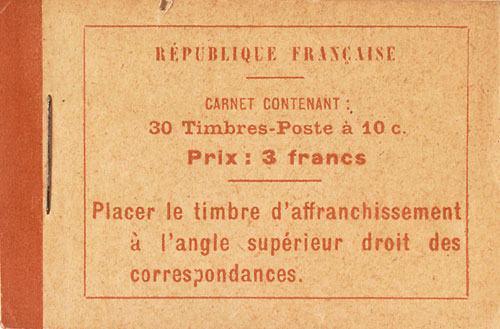 RÉPUBLIQUE FRANÇAISE
CARNET CONTENANT :
30 Timbres-Poste à 10 c.
Prix : 3 francs
Placer le timbre d'affranchissement
à l'angle supérieur droit des
correspondances.